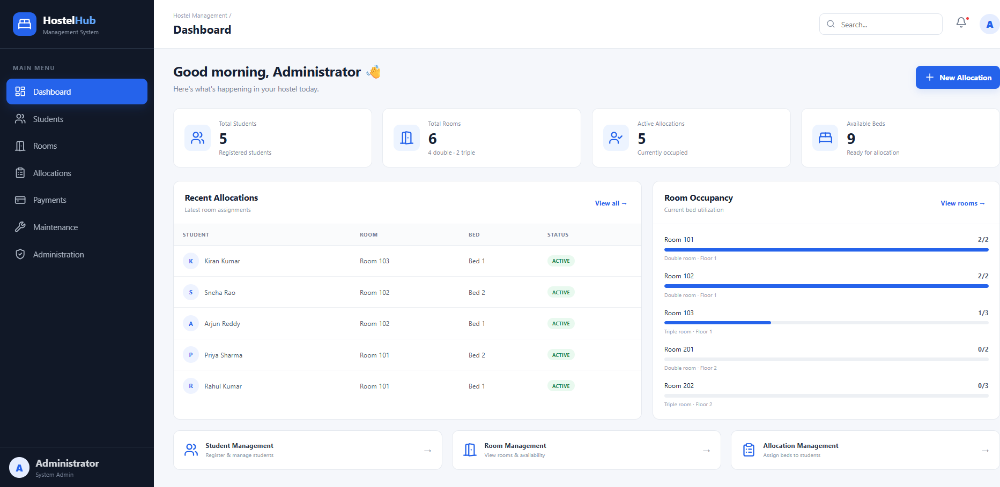 HostelHub
Management System
MAIN MENU
Dashboard
Students
Rooms
Allocations
Payments
Maintenance
Administration
A
Administrator
System Admin
Hostel Management /
Dashboard
Search...
A
Good morning, Administrator 👋
Here's what's happening in your hostel today.
New Allocation
Total Students
5
Registered students
Total Rooms
6
4 double · 2 triple
Active Allocations
5
Currently occupied
Available Beds
9
Ready for allocation
Recent Allocations
Latest room assignments
View all →
STUDENT ROOM BED STATUS
K Kiran Kumar Room 103 Bed 1 ACTIVE
S Sneha Rao Room 102 Bed 2 ACTIVE
A Arjun Reddy Room 102 Bed 1 ACTIVE
P Priya Sharma Room 101 Bed 2 ACTIVE
R Rahul Kumar Room 101 Bed 1 ACTIVE
Room Occupancy
Current bed utilization
View rooms →
Room 101 2/2
Double room · Floor 1
Room 102 2/2
Double room · Floor 1
Room 103 1/3
Triple room · Floor 1
Room 201 0/2
Double room · Floor 2
Room 202 0/3
Triple room · Floor 2
Student Management
Register & manage students
→
Room Management
View rooms & availability
→
Allocation Management
Assign beds to students
→